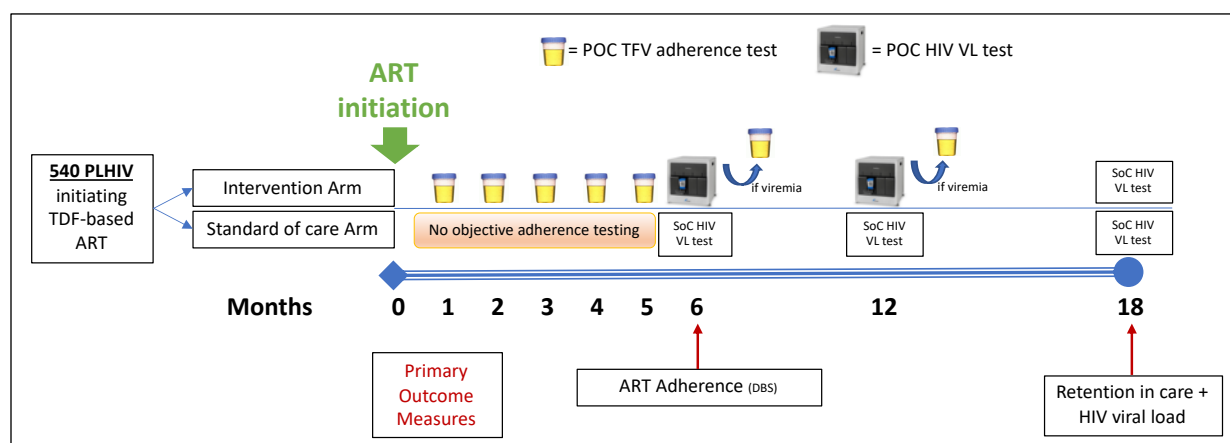 = POC TFV adherence test
= POC HIV VL test
ART
initiation
540 PLHIV
initiating
TDF-based
ART
Intervention Arm
Standard of care Arm
if viremia
if viremia
SoC HIV
VL test
No objective adherence testing
SoC HIV
VL test
SoC HIV
VL test
SoC HIV
VL test
Months 0 1 2 3 4 5 6 12 18
Primary
Outcome
Measures
ART Adherence (DBS)
Retention in care +
HIV viral load